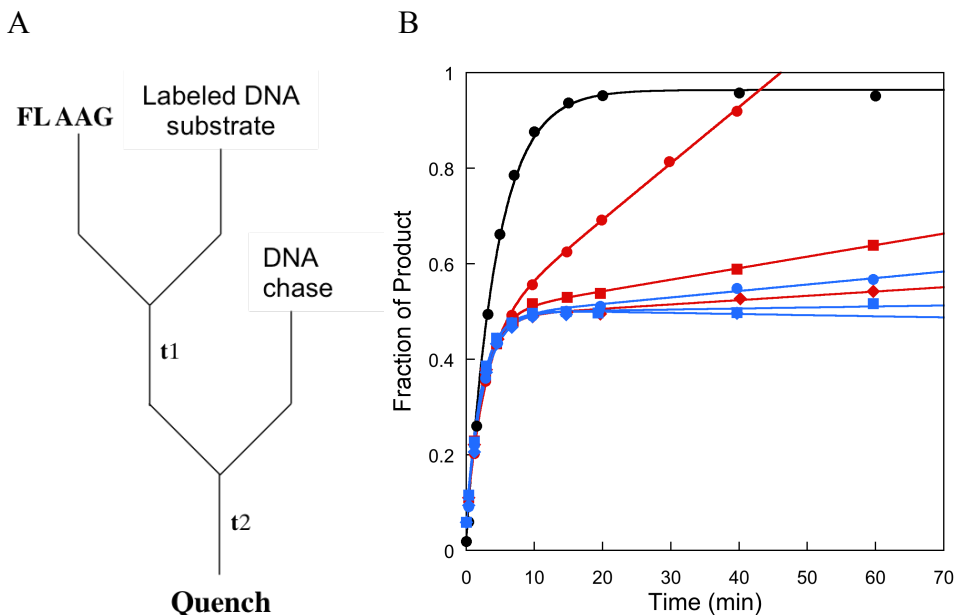 A
FL AAG
Labeled DNA
substrate
DNA
chase
t1
t2
Quench
B
Fraction of Product
1
0.8
0.6
0.4
0.2
0
0 10 20 30 40 50 60 70
Time (min)